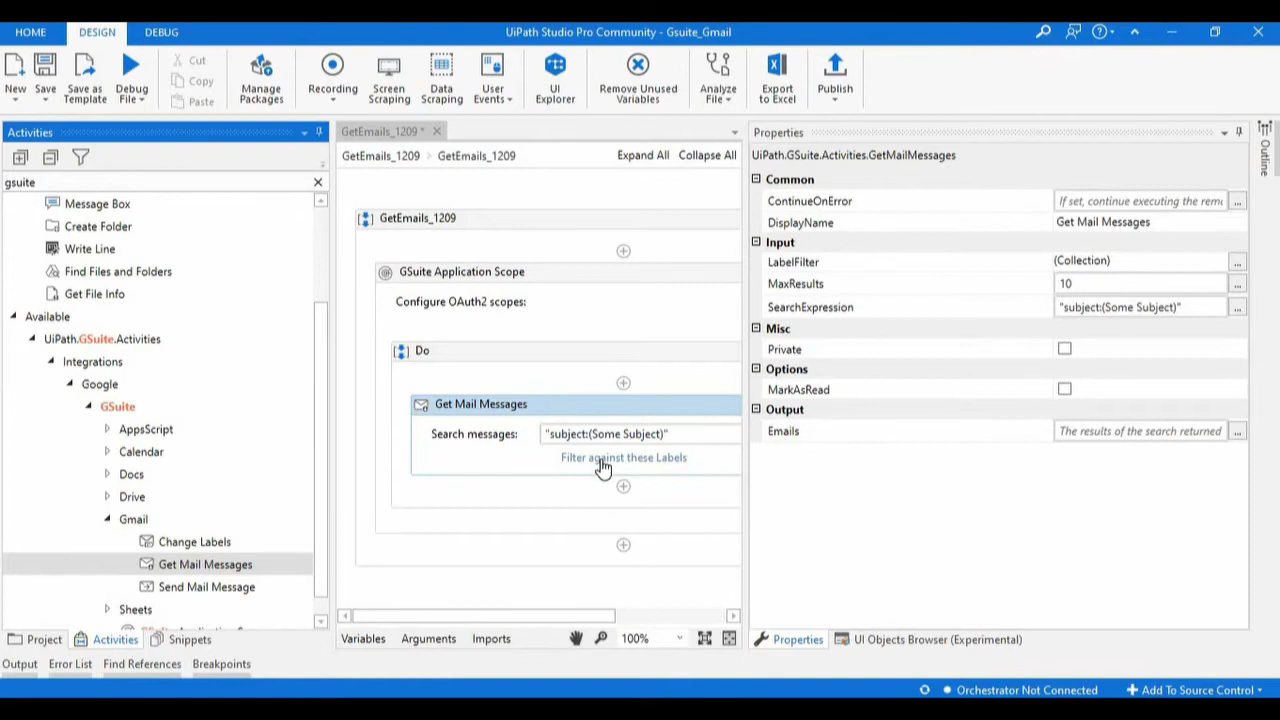 HOME
DESIGN
DEBUG
UiPath Studio Pro Community - Gsuite_Gmail
New
Save
Save as Template
Debug File
Cut
Copy
Paste
Manage Packages
Recording
Screen Scraping
Data Scraping
User Events
UI Explorer
Remove Unused Variables
Analyze File
Export to Excel
Publish
Activities
gsuite
Message Box
Create Folder
Write Line
Find Files and Folders
Get File Info
Available
UiPath.GSuite.Activities
Integrations
Google
GSuite
AppsScript
Calendar
Docs
Drive
Gmail
Change Labels
Get Mail Messages
Send Mail Message
Sheets
Project
Activities
Snippets
GetEmails_1209 *
GetEmails_1209 > GetEmails_1209
Expand All
Collapse All
GetEmails_1209
GSuite Application Scope
Configure OAuth2 scopes:
Do
Get Mail Messages
Search messages:
"subject:(Some Subject)"
Filter against these Labels
Variables
Arguments
Imports
100%
Properties
UiPath.GSuite.Activities.GetMailMessages
Common
ContinueOnError
If set, continue executing the rem
...
DisplayName
Get Mail Messages
Input
LabelFilter
(Collection)
...
MaxResults
10
...
SearchExpression
"subject:(Some Subject)"
...
Misc
Private
Options
MarkAsRead
Output
Emails
The results of the search returned
...
Outline
Properties
UI Objects Browser (Experimental)
Output
Error List
Find References
Breakpoints
Orchestrator Not Connected
Add To Source Control